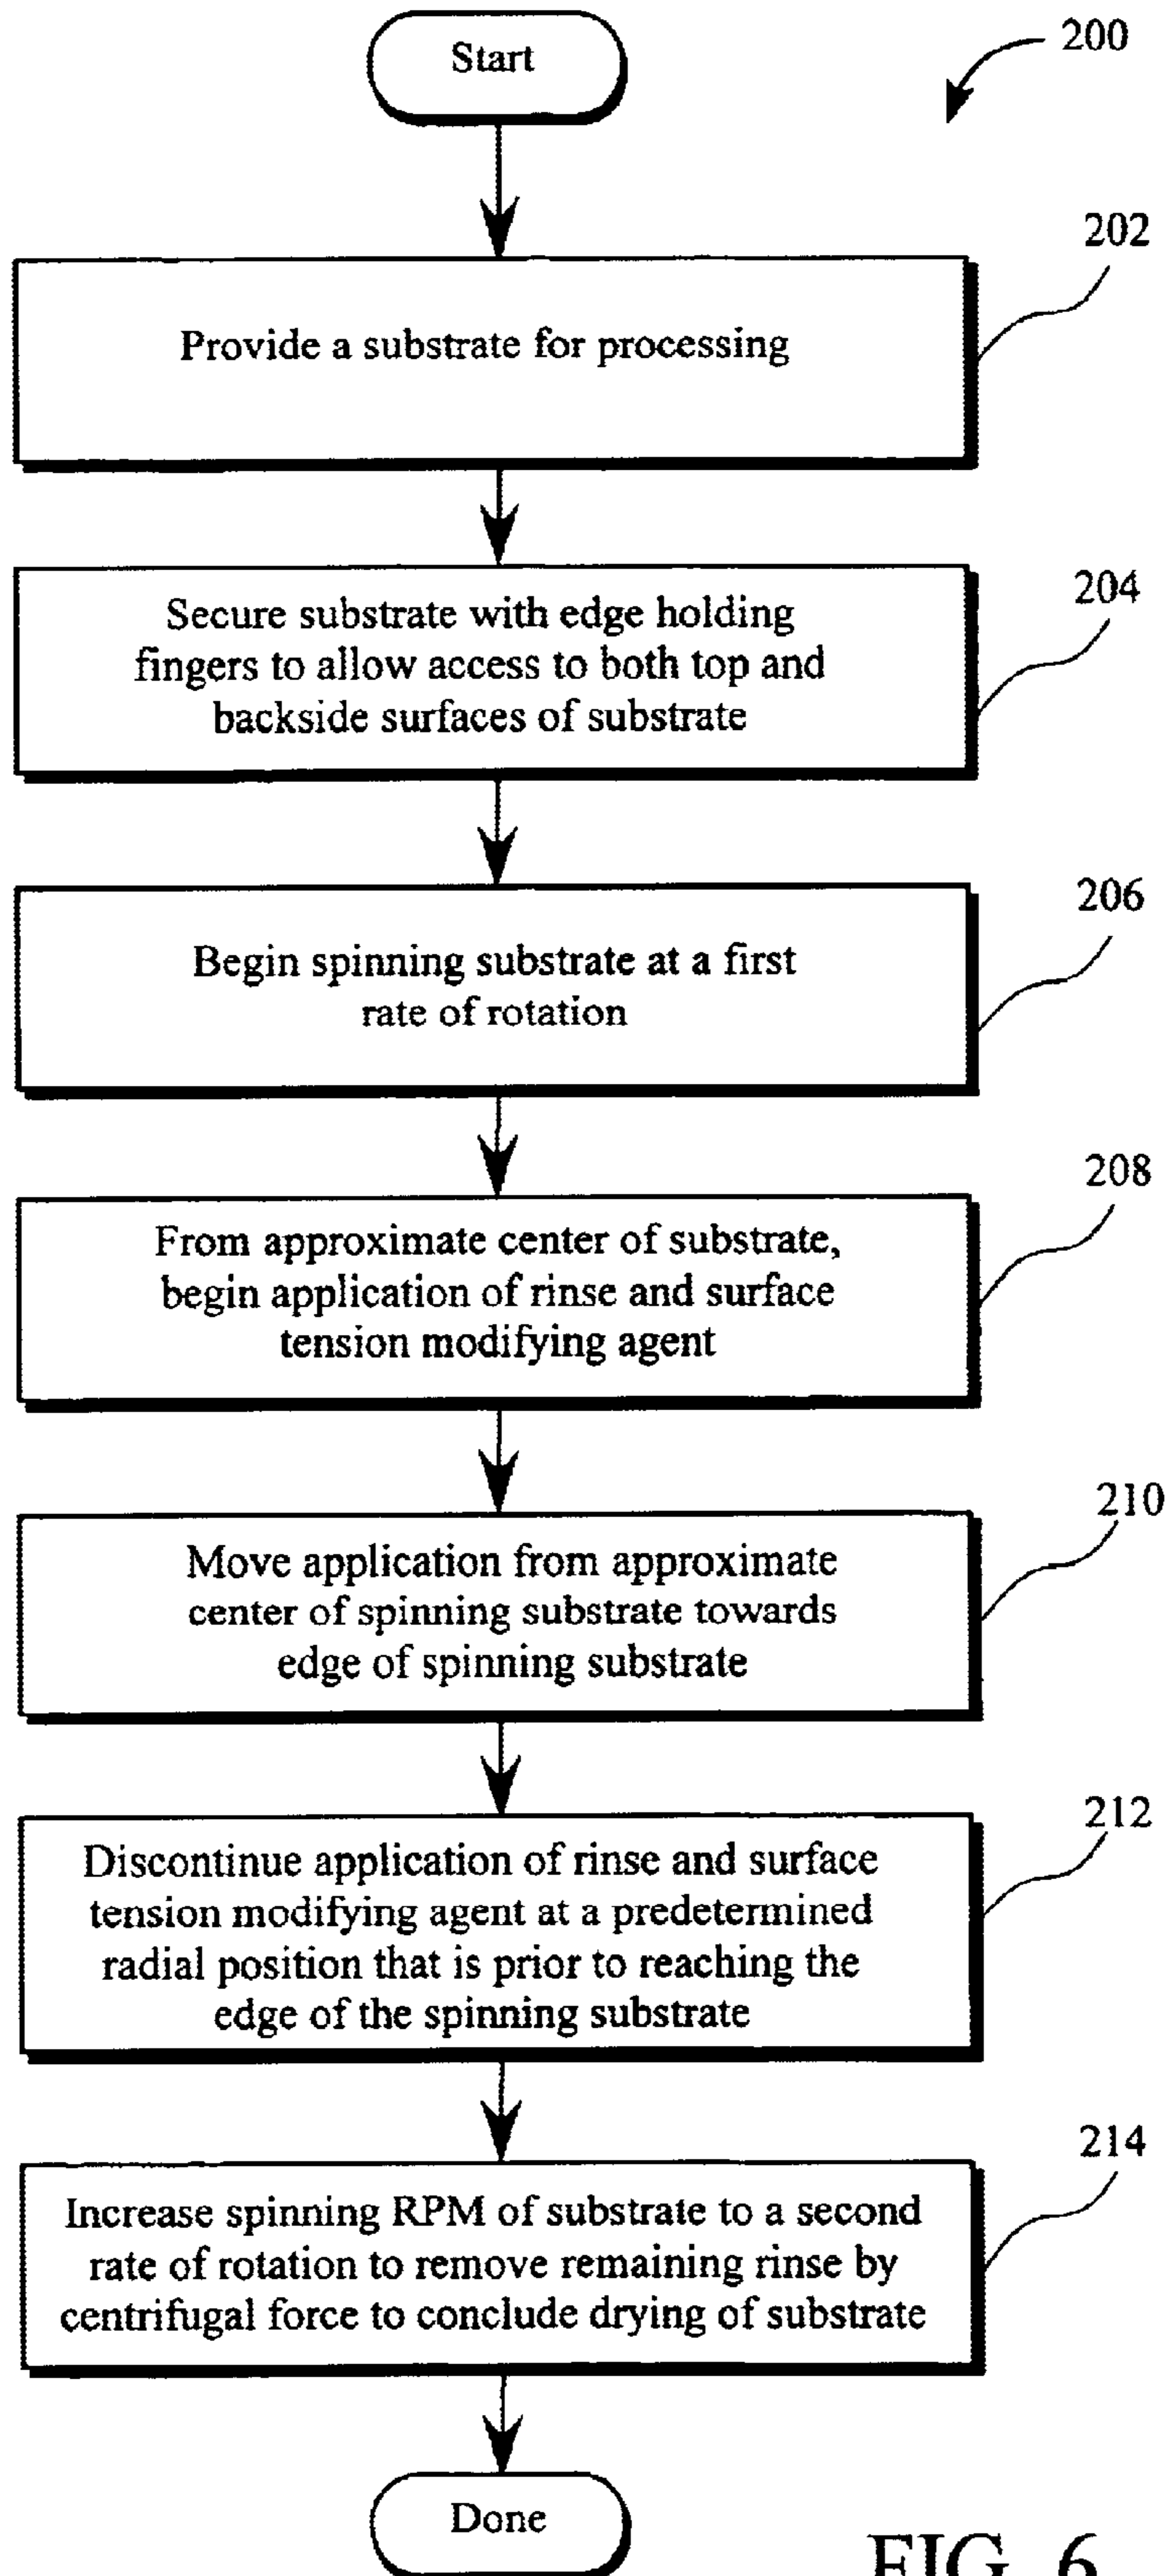 Start
200
202
Provide a substrate for processing
204
Secure substrate with edge holding
fingers to allow access to both top and
backside surfaces of substrate
206
Begin spinning substrate at a first
rate of rotation
208
From approximate center of substrate,
begin application of rinse and surface
tension modifying agent
210
Move application from approximate
center of spinning substrate towards
edge of spinning substrate
212
Discontinue application of rinse and surface
tension modifying agent at a predetermined
radial position that is prior to reaching the
edge of the spinning substrate
214
Increase spinning RPM of substrate to a second
rate of rotation to remove remaining rinse by
centrifugal force to conclude drying of substrate
Done
FIG. 6